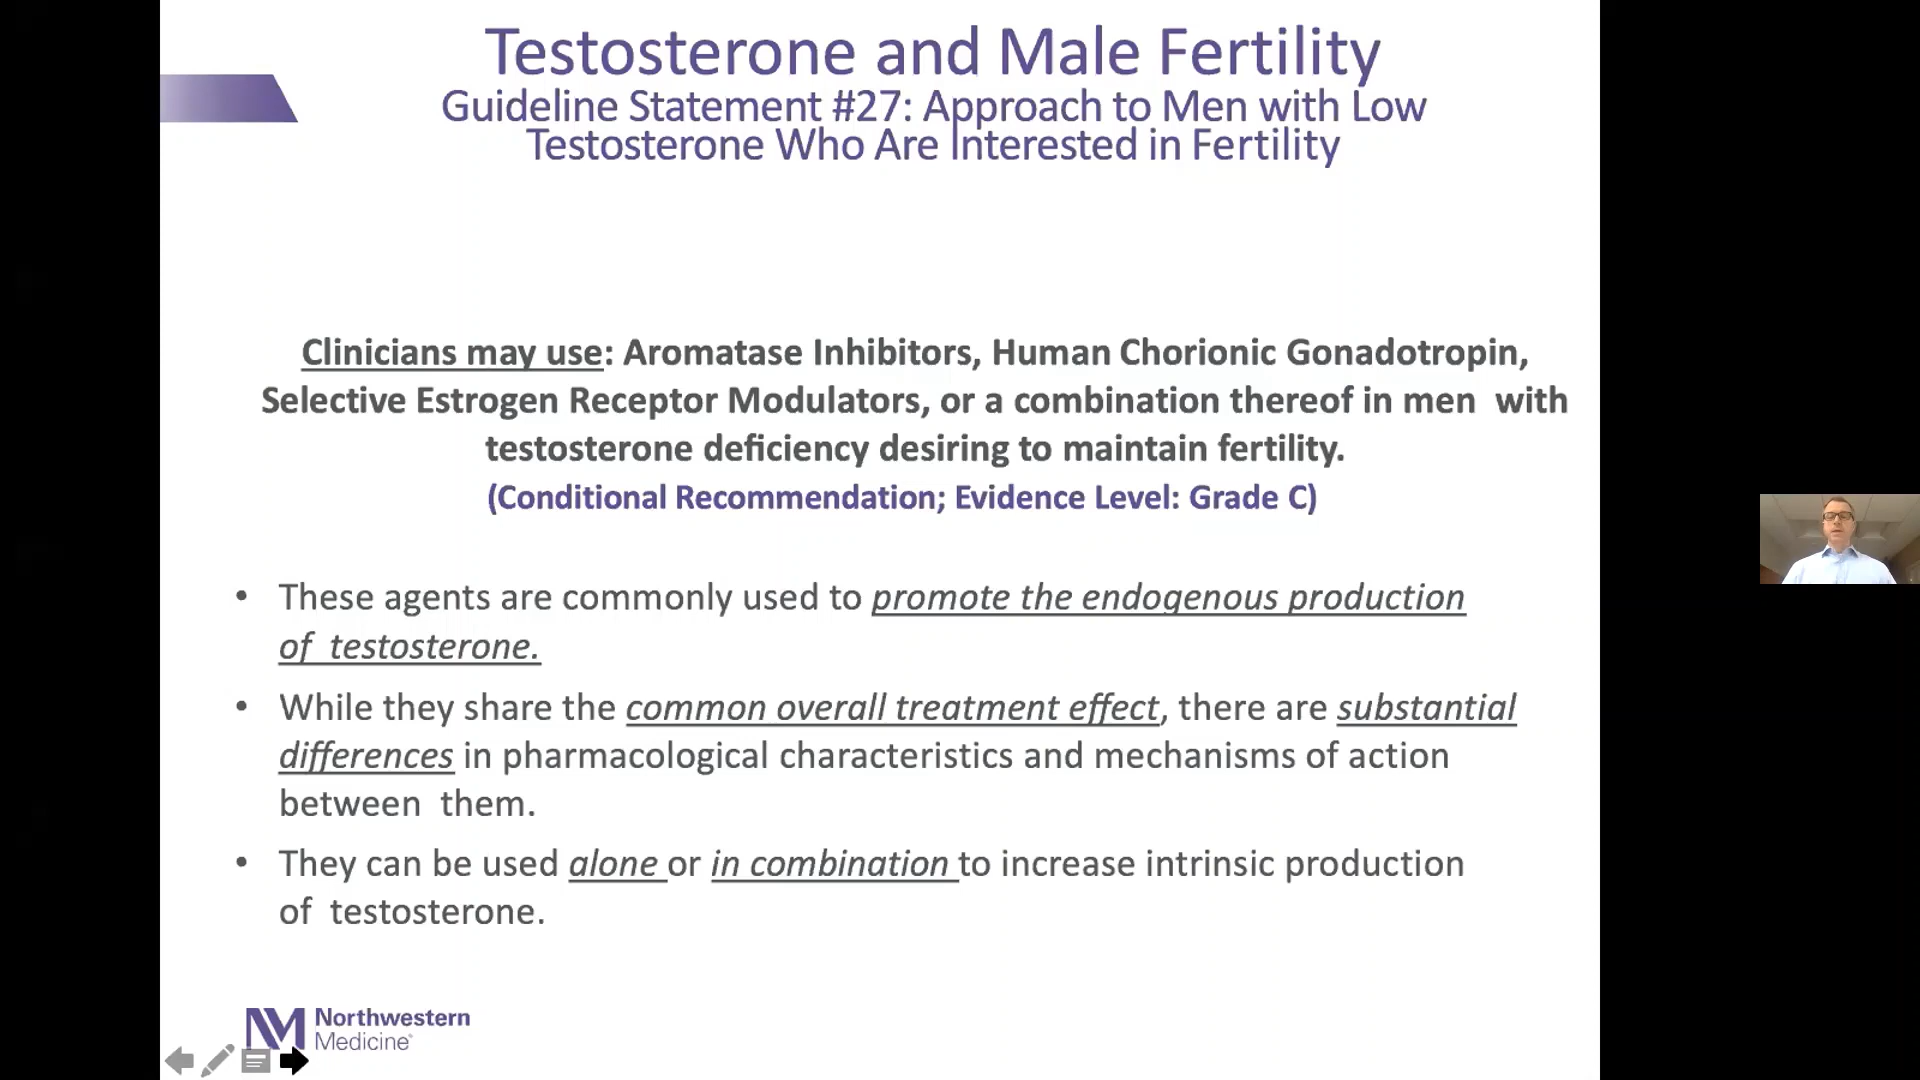 Testosterone and Male Fertility
Guideline Statement #27: Approach to Men with Low
Testosterone Who Are Interested in Fertility
Clinicians may use: Aromatase Inhibitors, Human Chorionic Gonadotropin,
Selective Estrogen Receptor Modulators, or a combination thereof in men with
testosterone deficiency desiring to maintain fertility.
(Conditional Recommendation; Evidence Level: Grade C)
• These agents are commonly used to promote the endogenous production
of testosterone.
• While they share the common overall treatment effect, there are substantial
differences in pharmacological characteristics and mechanisms of action
between them.
• They can be used alone or in combination to increase intrinsic production
of testosterone.
NM Northwestern
Medicine®